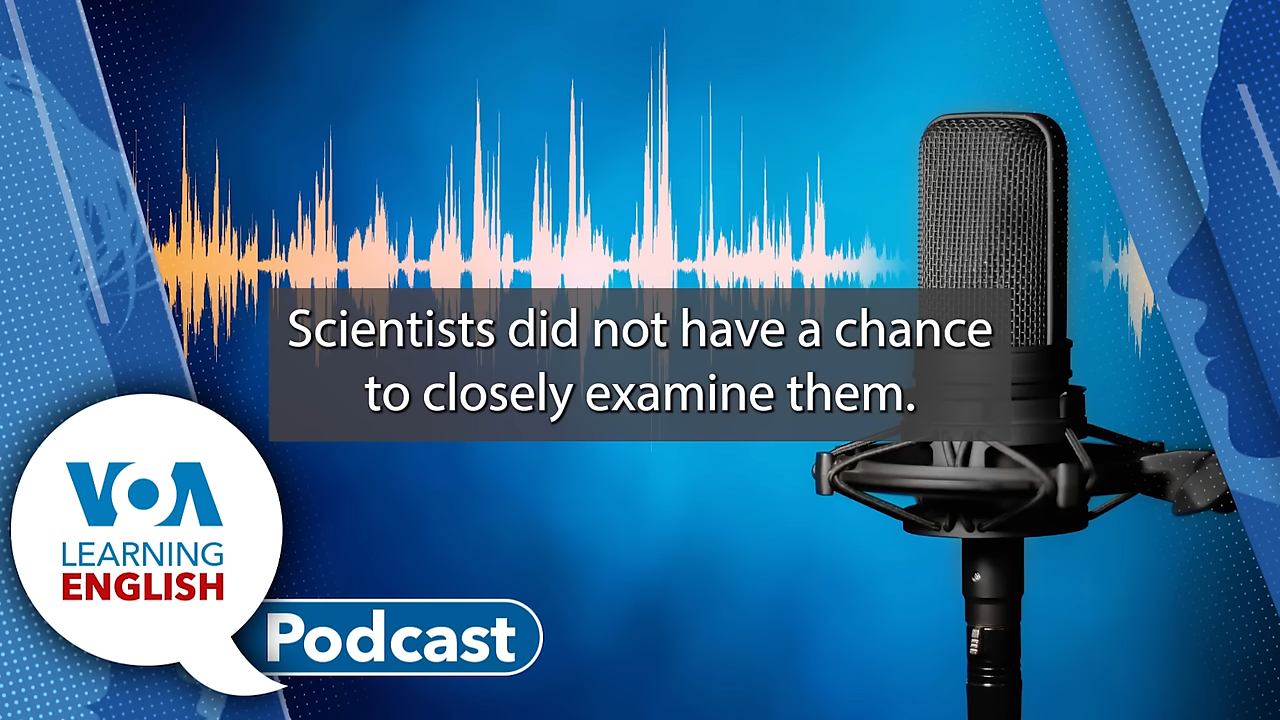 Scientists did not have a chance
to closely examine them.
VOA
LEARNING
ENGLISH
Podcast